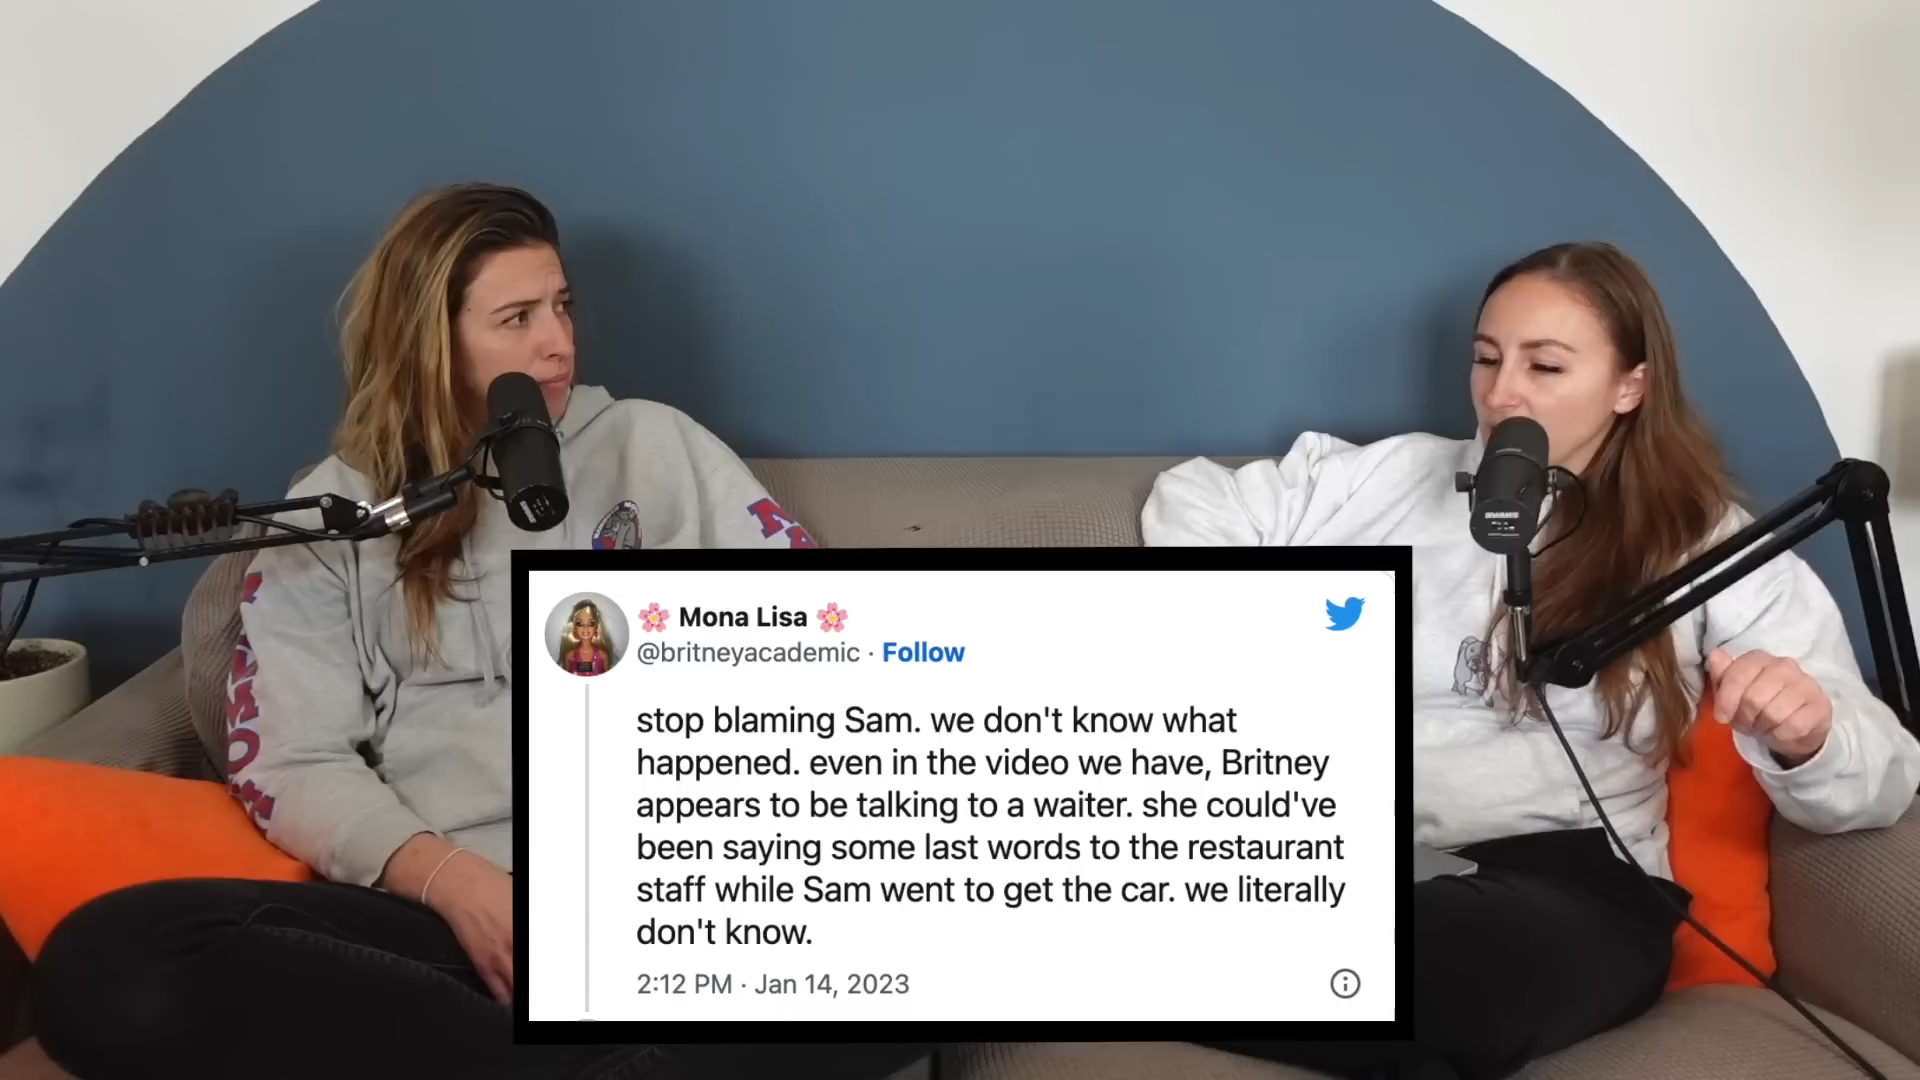 🌸 Mona Lisa 🌸
@britneyacademic · Follow
stop blaming Sam. we don't know what
happened. even in the video we have, Britney
appears to be talking to a waiter. she could've
been saying some last words to the restaurant
staff while Sam went to get the car. we literally
don't know.
2:12 PM · Jan 14, 2023